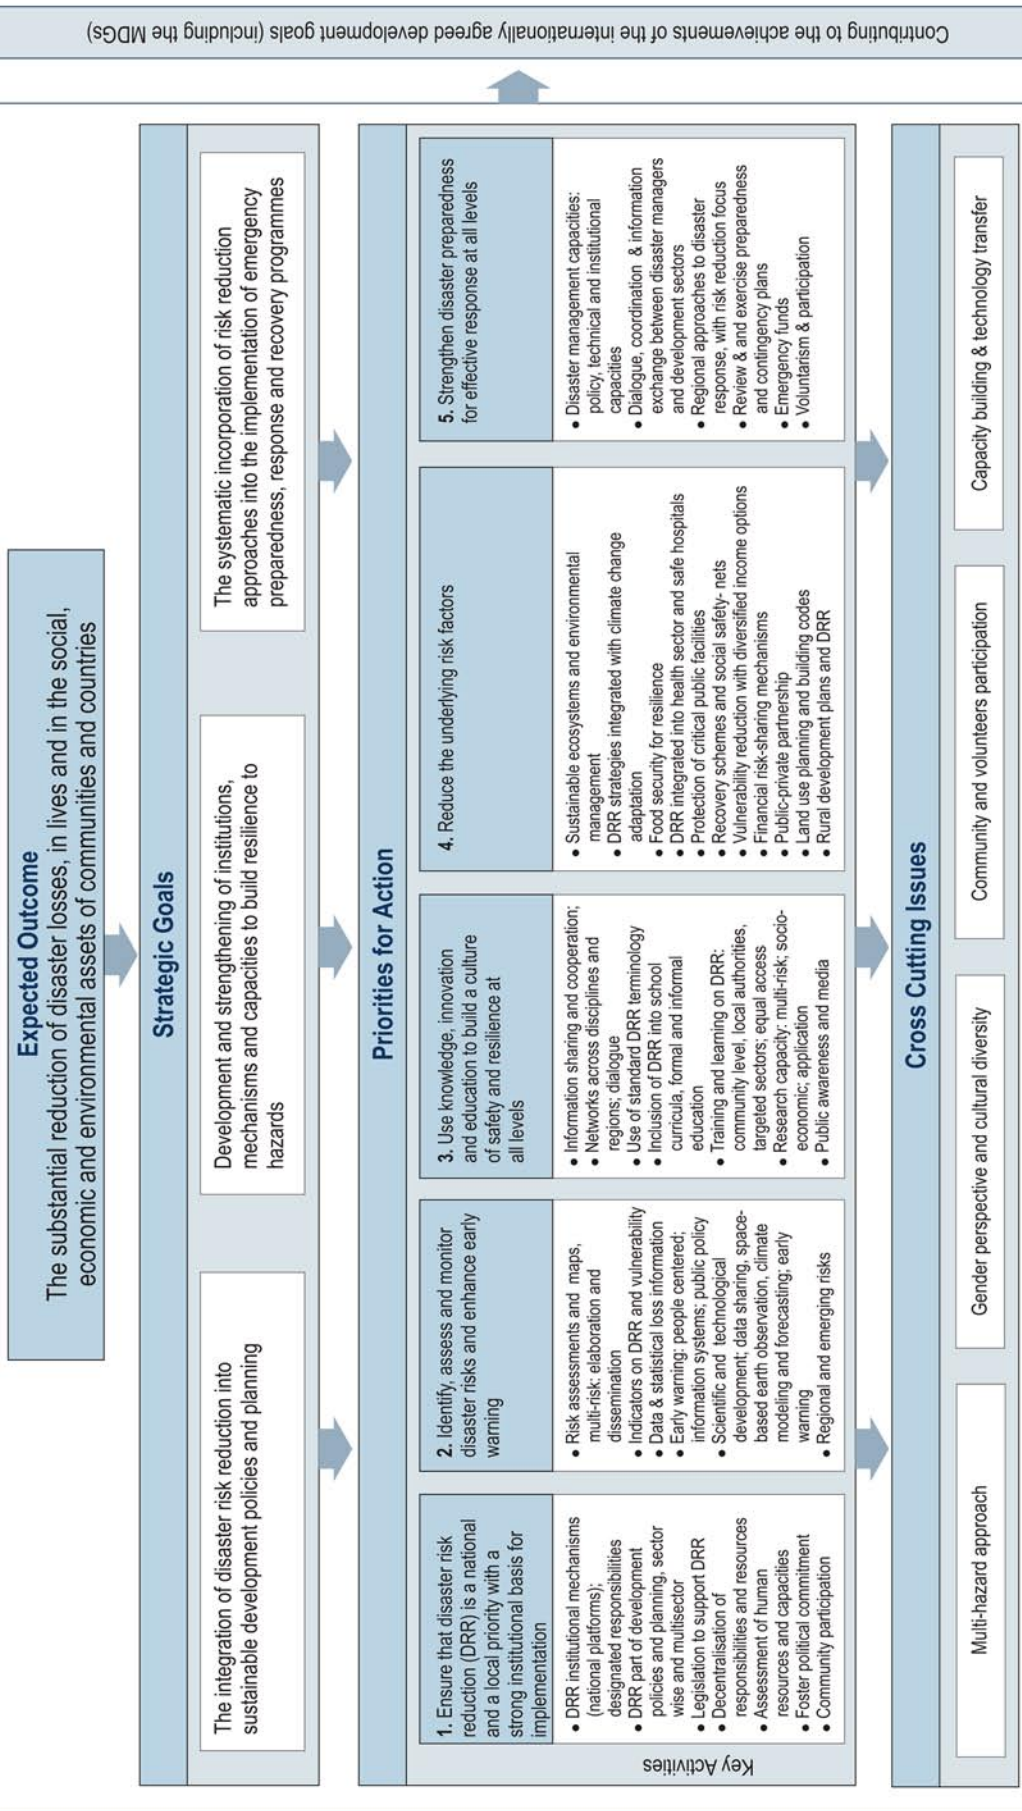 Expected Outcome
The substantial reduction of disaster losses, in lives and in the social,
economic and environmental assets of communities and countries
Strategic Goals
The integration of disaster risk reduction into
sustainable development policies and planning
Development and strengthening of institutions,
mechanisms and capacities to build resilience to
hazards
The systematic incorporation of risk reduction
approaches into the implementation of emergency
preparedness, response and recovery programmes
Priorities for Action
1. Ensure that disaster risk
reduction (DRR) is a national
and a local priority with a
strong institutional basis for
implementation
2. Identify, assess and monitor
disaster risks and enhance early
warning
3. Use knowledge, innovation
and education to build a culture
of safety and resilience at
all levels
4. Reduce the underlying risk factors
5. Strengthen disaster preparedness
for effective response at all levels
Key Activities
• DRR institutional mechanisms
(national platforms);
designated responsibilities
• DRR part of development
policies and planning, sector
wise and multisector
• Legislation to support DRR
• Decentralisation of
responsibilities and resources
• Assessment of human
resources and capacities
• Foster political commitment
• Community participation
• Risk assessments and maps,
multi-risk: elaboration and
dissemination
• Indicators on DRR and vulnerability
• Data & statistical loss information
• Early warning: people centered;
information systems; public policy
• Scientific and technological
development; data sharing, space-
based earth observation, climate
modeling and forecasting; early
warning
• Regional and emerging risks
• Information sharing and cooperation;
• Networks across disciplines and
regions; dialogue
• Use of standard DRR terminology
• Inclusion of DRR into school
curricula, formal and informal
education
• Training and learning on DRR:
community level, local authorities,
targeted sectors; equal access
• Research capacity: multi-risk; socio-
economic; application
• Public awareness and media
• Sustainable ecosystems and environmental
management
• DRR strategies integrated with climate change
adaptation
• Food security for resilience
• DRR integrated into health sector and safe hospitals
• Protection of critical public facilities
• Recovery schemes and social safety- nets
• Vulnerability reduction with diversified income options
• Financial risk-sharing mechanisms
• Public-private partnership
• Land use planning and building codes
• Rural development plans and DRR
• Disaster management capacities:
policy, technical and institutional
capacities
• Dialogue, coordination & information
exchange between disaster managers
and development sectors
• Regional approaches to disaster
response, with risk reduction focus
• Review & and exercise preparedness
and contingency plans
• Emergency funds
• Voluntarism & participation
Cross Cutting Issues
Multi-hazard approach
Gender perspective and cultural diversity
Community and volunteers participation
Capacity building & technology transfer
Contributing to the achievements of the internationally agreed development goals (including the MDGs)